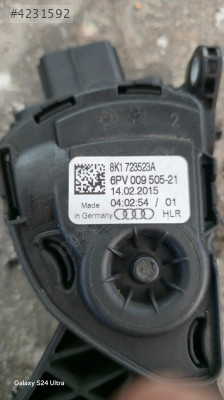 #4231592
2
8K1 723523A
6PV 009 505-21
14.02.2015
04:02:54 / 01
Made
in Germany
HLR
Galaxy S24 Ultra